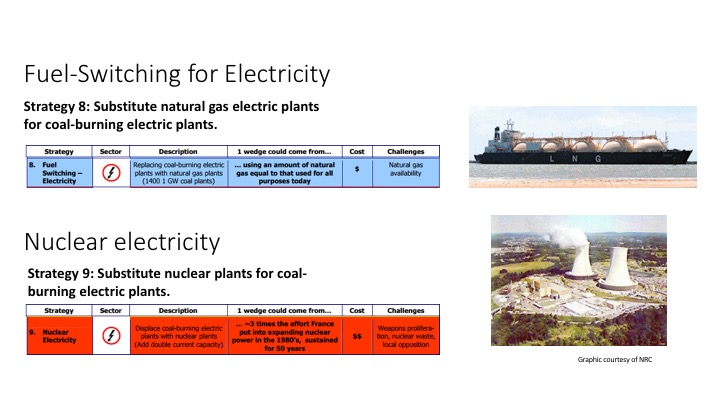 Fuel-Switching for Electricity
Strategy 8: Substitute natural gas electric plants
for coal-burning electric plants.
Strategy Sector Description 1 wedge could come from... Cost Challenges
8. Fuel Switching – Electricity
Replacing coal-burning electric
plants with natural gas plants
(1400 1 GW coal plants)
... using an amount of natural
gas equal to that used for all
purposes today
$
Natural gas
availability
L N G
Nuclear electricity
Strategy 9: Substitute nuclear plants for coal-
burning electric plants.
Strategy Sector Description 1 wedge could come from... Cost Challenges
9. Nuclear
Electricity
Displace coal-burning electric
plants with nuclear plants
(Add double current capacity)
... ~3 times the effort France
put into expanding nuclear
power in the 1980's, sustained
for 50 years
$$
Weapons prolifera-
tion, nuclear waste,
local opposition
Graphic courtesy of NRC